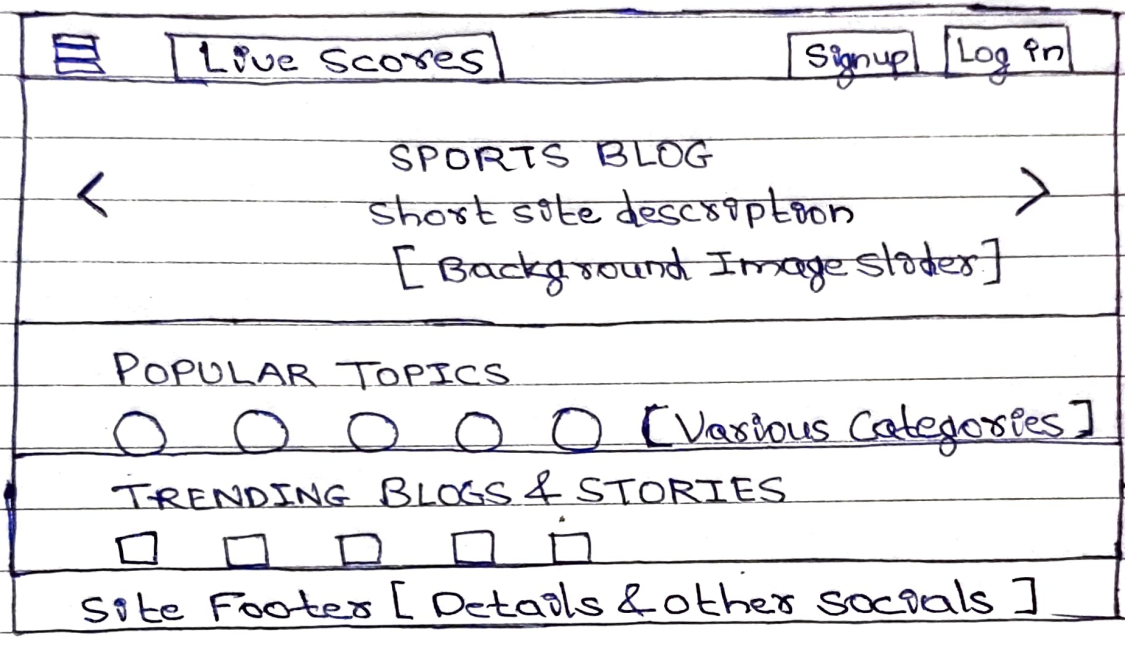 Live Scores Signup Log in
SPORTS BLOG
Short site description
[ Background Image slider ]
POPULAR TOPICS
[Various Categories]
TRENDING BLOGS & STORIES
Site Footer [ Details & other socials ]